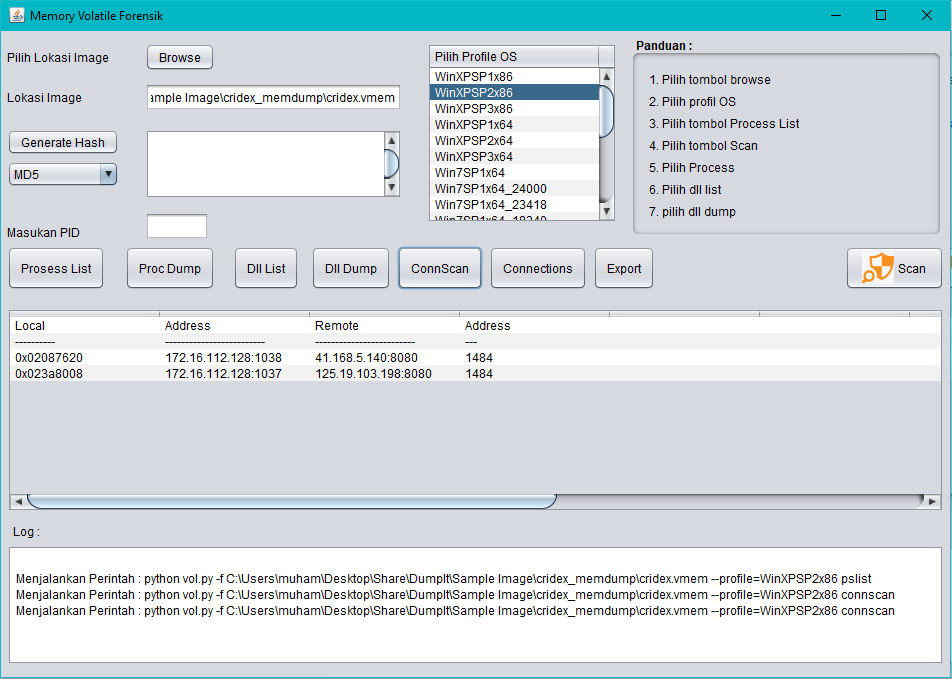 Memory Volatile Forensik
Pilih Lokasi Image
Browse
Lokasi Image
ample Image\cridex_memdump\cridex.vmem
Generate Hash
MD5
Masukan PID
Pilih Profile OS
WinXPSP1x86
WinXPSP2x86
WinXPSP3x86
WinXPSP1x64
WinXPSP2x64
WinXPSP3x64
Win7SP1x64
Win7SP1x64_24000
Win7SP1x64_23418
Panduan :
1. Pilih tombol browse
2. Pilih profil OS
3. Pilih tombol Process List
4. Pilih tombol Scan
5. Pilih Process
6. Pilih dll list
7. pilih dll dump
Prosess List Proc Dump Dll List Dll Dump ConnScan Connections Export Scan
Local Address Remote Address
---------- ------------------------- ------------------------- ---
0x02087620 172.16.112.128:1038 41.168.5.140:8080 1484
0x023a8008 172.16.112.128:1037 125.19.103.198:8080 1484
Log :
Menjalankan Perintah : python vol.py -f C:\Users\muham\Desktop\Share\DumpIt\Sample Image\cridex_memdump\cridex.vmem --profile=WinXPSP2x86 pslist
Menjalankan Perintah : python vol.py -f C:\Users\muham\Desktop\Share\DumpIt\Sample Image\cridex_memdump\cridex.vmem --profile=WinXPSP2x86 connscan
Menjalankan Perintah : python vol.py -f C:\Users\muham\Desktop\Share\DumpIt\Sample Image\cridex_memdump\cridex.vmem --profile=WinXPSP2x86 connscan